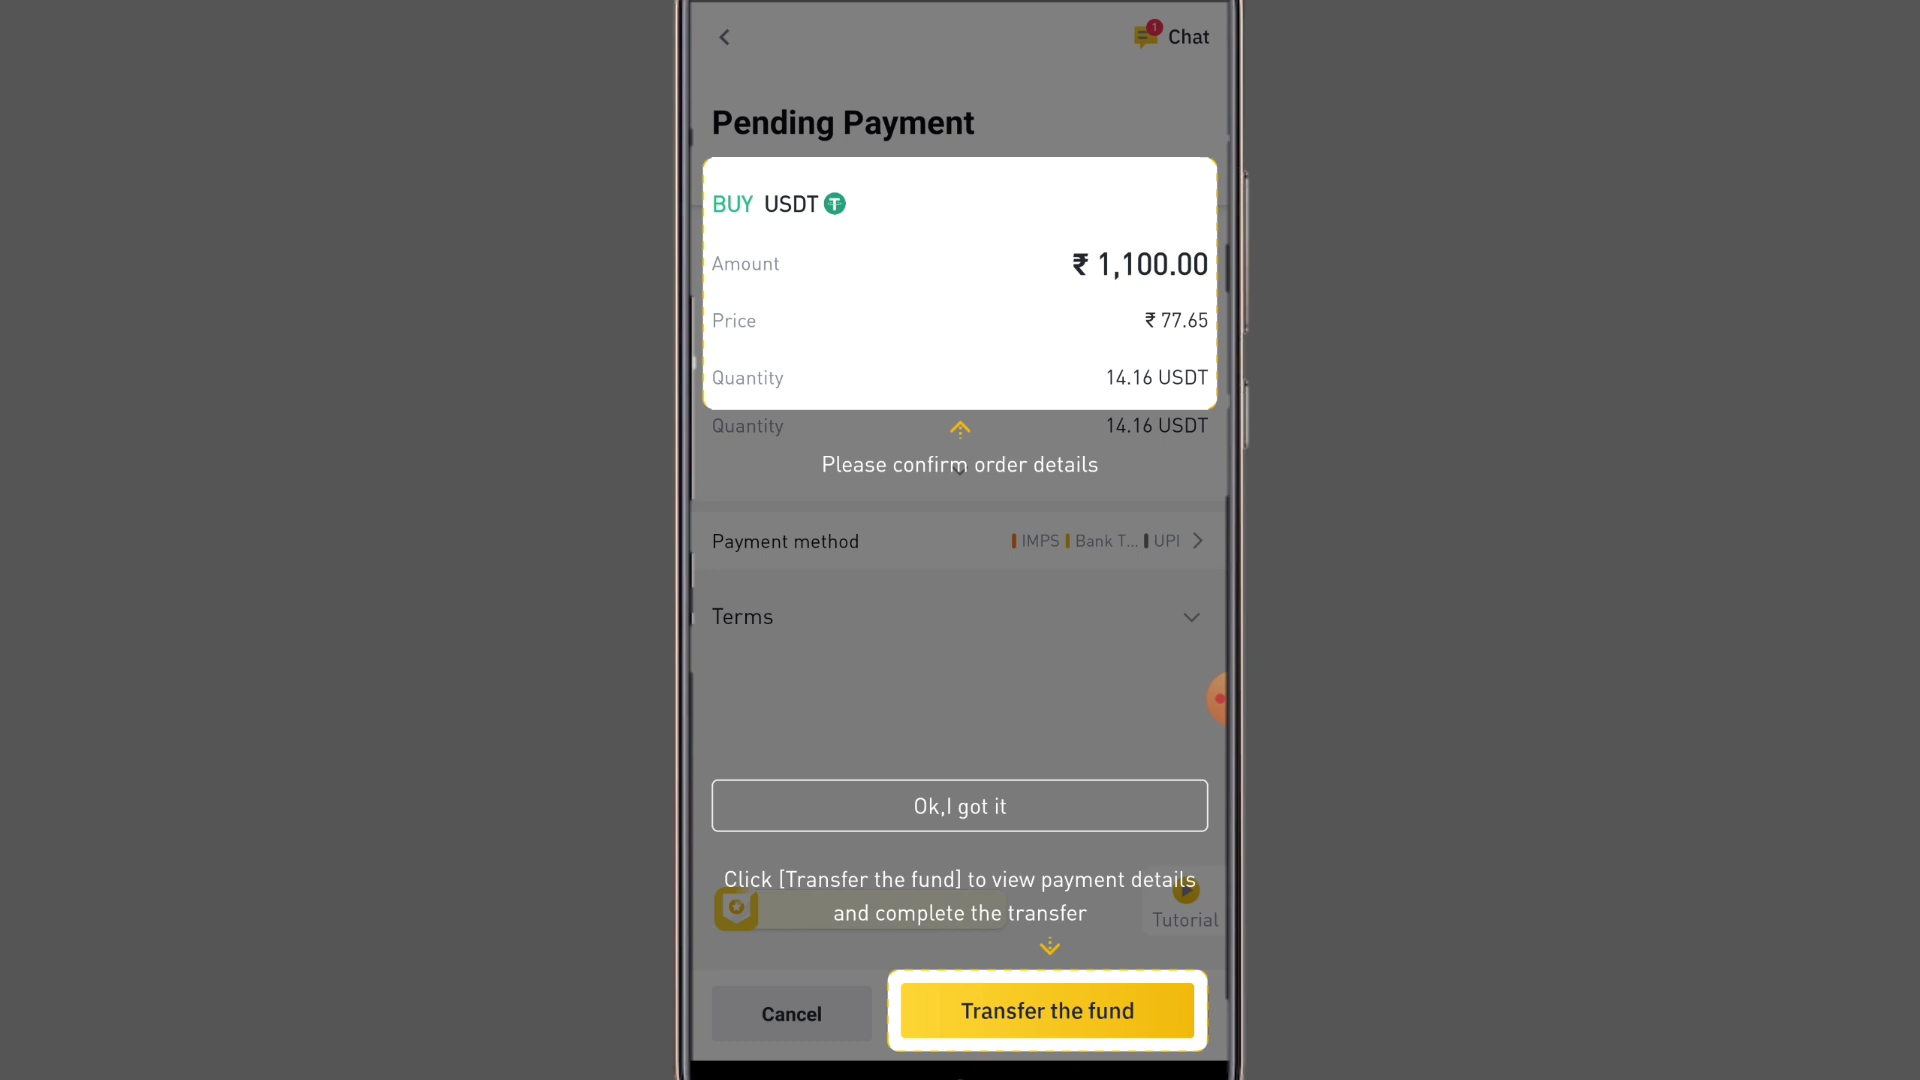 1
Chat
Pending Payment
BUY USDT
Amount ₹ 1,100.00
Price ₹ 77.65
Quantity 14.16 USDT
Quantity 14.16 USDT
Please confirm order details
Payment method IMPS Bank T... UPI
Terms
Ok,I got it
Click [Transfer the fund] to view payment details
and complete the transfer
Tutorial
Cancel Transfer the fund